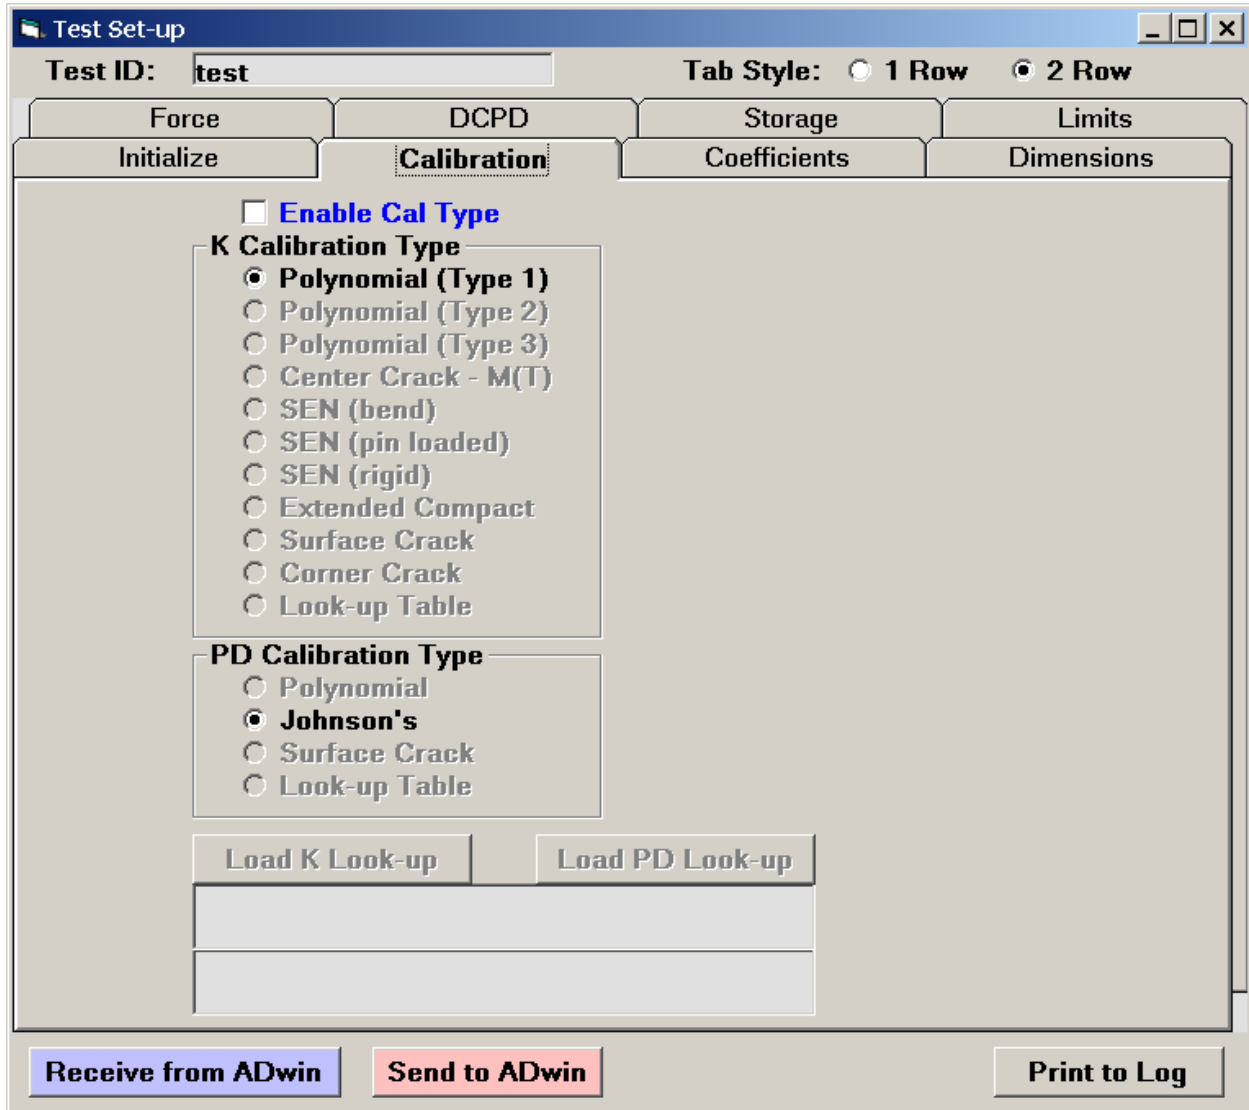 Test Set-up
Test ID: test Tab Style: 1 Row 2 Row
Force DCPD Storage Limits
Initialize Calibration Coefficients Dimensions
Enable Cal Type
K Calibration Type
Polynomial (Type 1)
Polynomial (Type 2)
Polynomial (Type 3)
Center Crack - M(T)
SEN (bend)
SEN (pin loaded)
SEN (rigid)
Extended Compact
Surface Crack
Corner Crack
Look-up Table
PD Calibration Type
Polynomial
Johnson's
Surface Crack
Look-up Table
Load K Look-up Load PD Look-up
Receive from ADwin Send to ADwin Print to Log